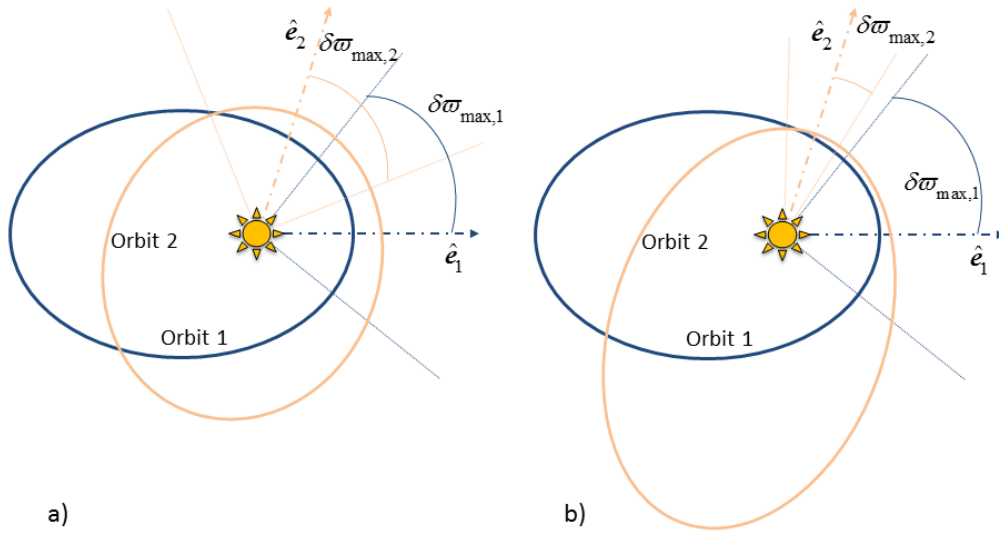 ê₂
δϖmax,2
δϖmax,1
Orbit 2
ê₁
Orbit 1
a)
ê₂
δϖmax,2
δϖmax,1
Orbit 2
ê₁
Orbit 1
b)